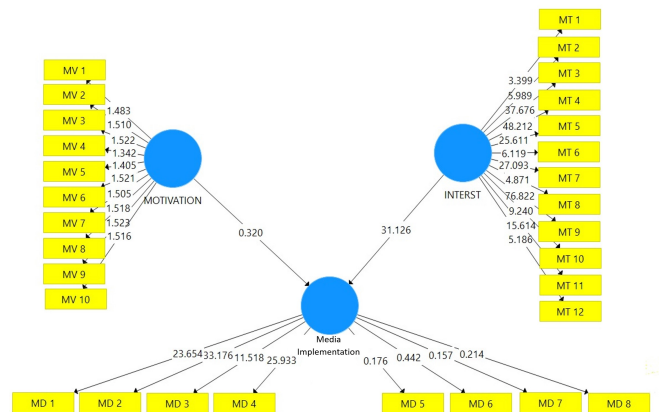 MV 1
MV 2
MV 3
MV 4
MV 5
MV 6
MV 7
MV 8
MV 9
MV 10
1.483
1.510
1.522
1.342
1.405
1.521
1.505
1.518
1.523
1.516
MOTIVATION
MT 1
MT 2
MT 3
MT 4
MT 5
MT 6
MT 7
MT 8
MT 9
MT 10
MT 11
MT 12
3.399
5.989
37.676
48.212
25.611
6.119
27.093
4.871
76.822
9.240
15.614
5.186
INTERST
0.320
31.126
Media
Implementation
23.654
33.176
11.518
25.933
0.176
0.442
0.157
0.214
MD 1
MD 2
MD 3
MD 4
MD 5
MD 6
MD 7
MD 8